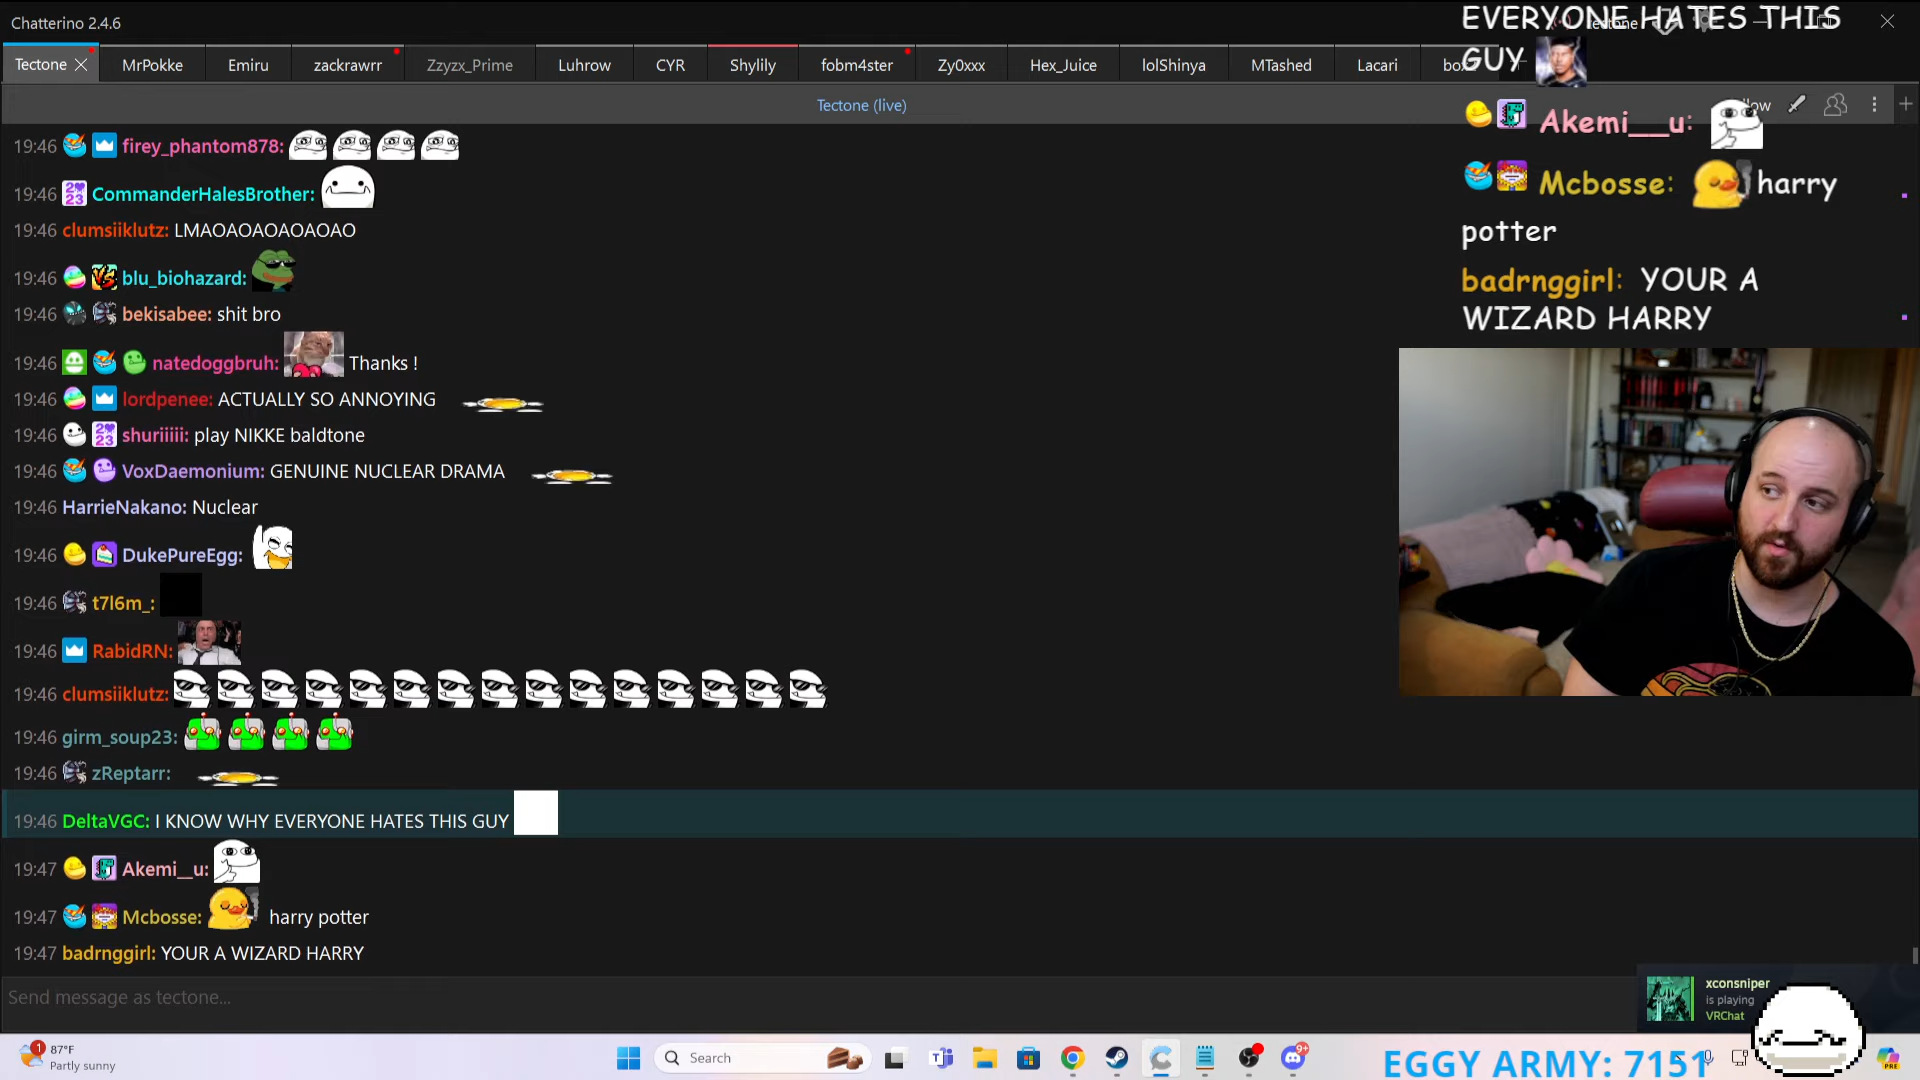 Chatterino 2.4.6
Tectone
MrPokke
Emiru
zackrawrr
Zzyzx_Prime
Luhrow
CYR
Shylily
fobm4ster
Zy0xxx
Hex_Juice
lolShinya
MTashed
Lacari
Tectone (live)
19:46 firey_phantom878:
19:46 CommanderHalesBrother:
19:46 clumsiiklutz: LMAOAOAOAOAOAO
19:46 blu_biohazard:
19:46 bekisabee: shit bro
19:46 natedoggbruh: Thanks !
19:46 lordpenee: ACTUALLY SO ANNOYING
19:46 shuriiiii: play NIKKE baldtone
19:46 VoxDaemonium: GENUINE NUCLEAR DRAMA
19:46 HarrieNakano: Nuclear
19:46 DukePureEgg:
19:46 t7l6m_:
19:46 RabidRN:
19:46 clumsiiklutz:
19:46 girm_soup23:
19:46 zReptarr:
19:46 DeltaVGC: I KNOW WHY EVERYONE HATES THIS GUY
19:47 Akemi__u:
19:47 Mcbosse: harry potter
19:47 badrnggirl: YOUR A WIZARD HARRY
Send message as tectone...
EVERYONE HATES THIS
GUY
Akemi__u:
Mcbosse: harry
potter
badrnggirl: YOUR A
WIZARD HARRY
xconsniper
is playing
VRChat
1
87°F
Partly sunny
Search
9+
EGGY ARMY: 7151
PRE